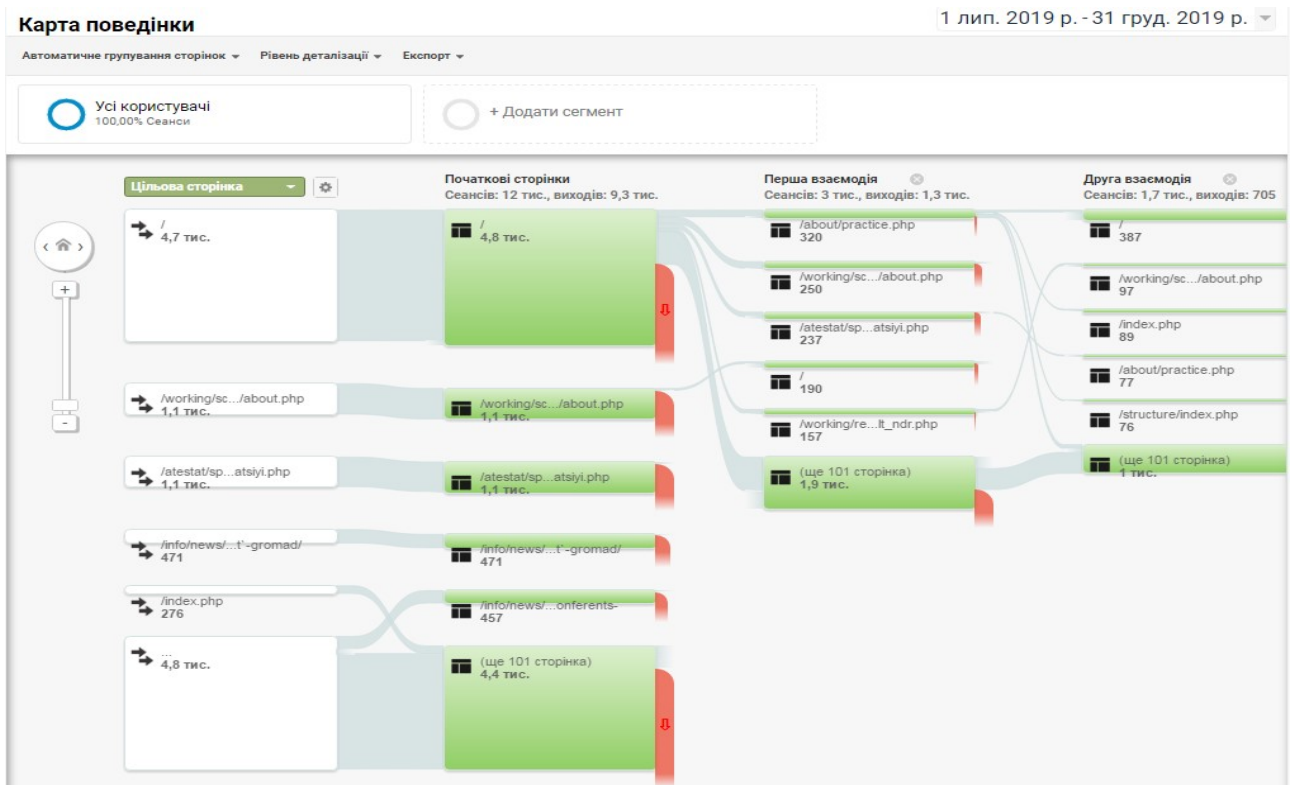 Карта поведінки
1 лип. 2019 р. - 31 груд. 2019 р.
Автоматичне групування сторінок
Рівень деталізації
Експорт
Усі користувачі
100,00% Сеанси
+ Додати сегмент
Цільова сторінка
/
4,7 тис.
/working/sc.../about.php
1,1 тис.
/atestat/sp...atsiyi.php
1,1 тис.
/info/news/...t`-gromad/
471
/index.php
276
...
4,8 тис.
Початкові сторінки
Сеансів: 12 тис., виходів: 9,3 тис.
/
4,8 тис.
/working/sc.../about.php
1,1 тис.
/atestat/sp...atsiyi.php
1,1 тис.
/info/news/...t`-gromad/
471
/info/news/...onferents-
457
(ще 101 сторінка)
4,4 тис.
Перша взаємодія
Сеансів: 3 тис., виходів: 1,3 тис.
/about/practice.php
320
/working/sc.../about.php
250
/atestat/sp...atsiyi.php
237
/
190
/working/re...lt_ndr.php
157
(ще 101 сторінка)
1,9 тис.
Друга взаємодія
Сеансів: 1,7 тис., виходів: 705
/
387
/working/sc.../about.php
97
/index.php
89
/about/practice.php
77
/structure/index.php
76
(ще 101 сторінка)
1 тис.